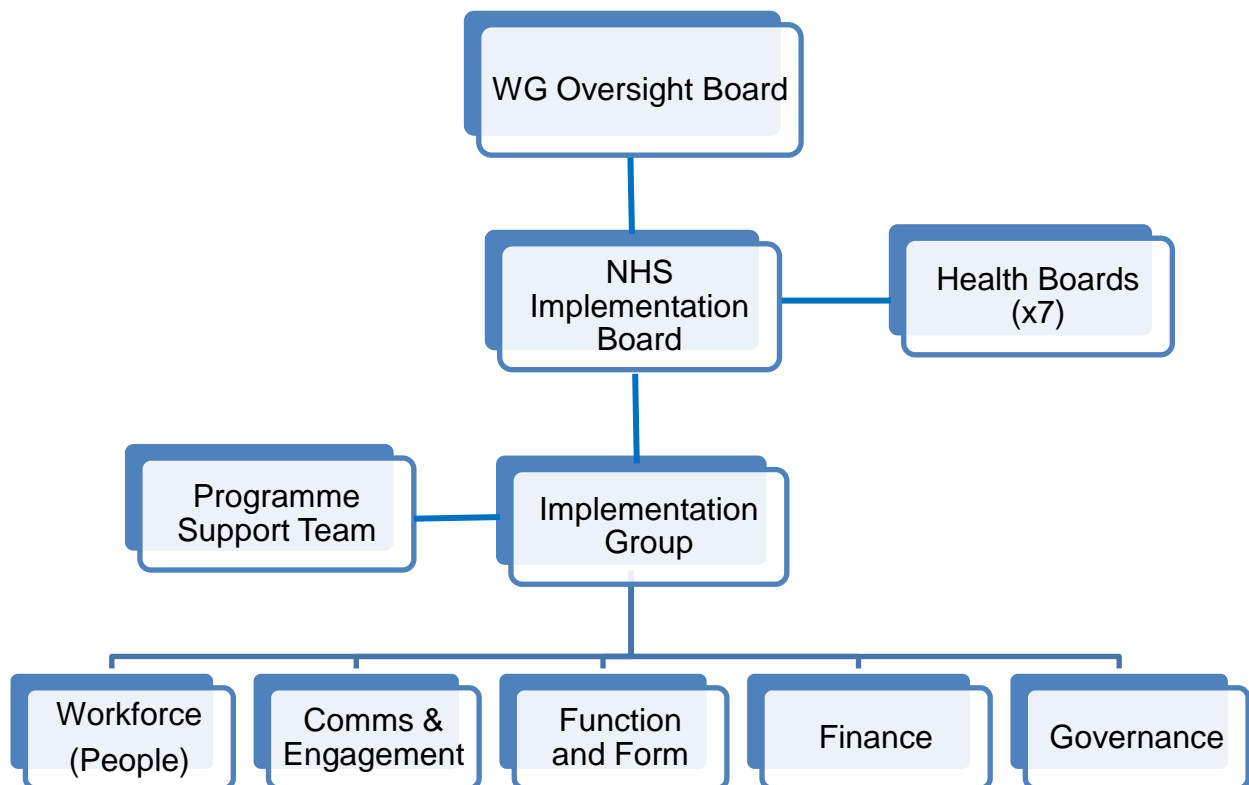 WG Oversight Board
NHS
Implementation
Board
Health Boards
(x7)
Programme
Support Team
Implementation
Group
Workforce
(People)
Comms &
Engagement
Function
and Form
Finance
Governance